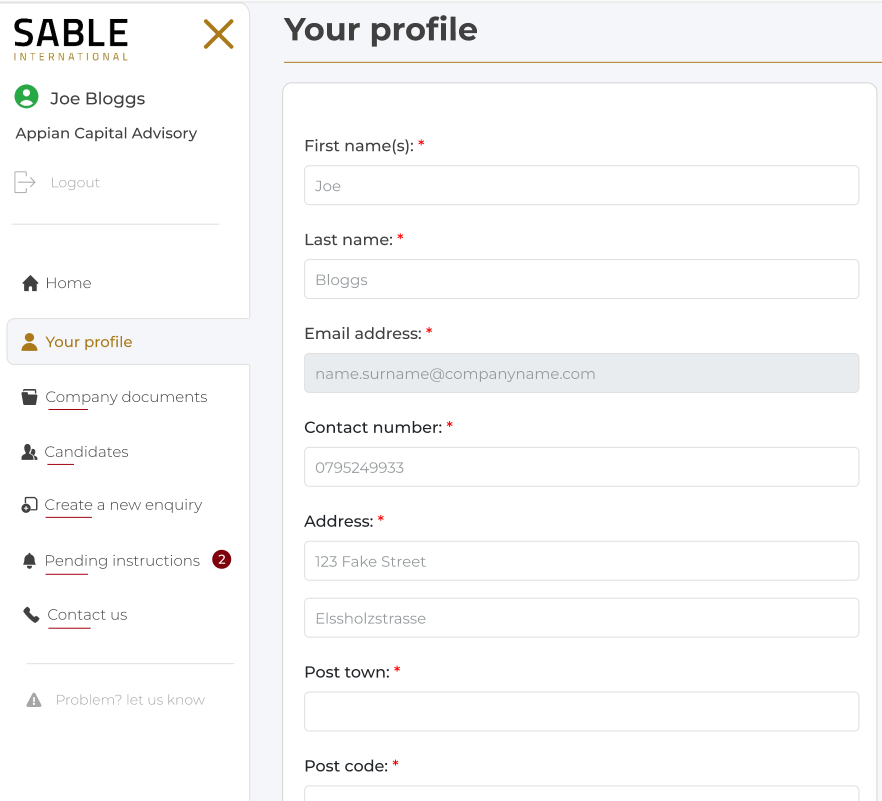 SABLE
INTERNATIONAL
Joe Bloggs
Appian Capital Advisory
Logout
Home
Your profile
Company documents
Candidates
Create a new enquiry
Pending instructions 2
Contact us
Problem? let us know
Your profile
First name(s): *
Joe
Last name: *
Bloggs
Email address: *
name.surname@companyname.com
Contact number: *
0795249933
Address: *
123 Fake Street
Elssholzstrasse
Post town: *
Post code: *